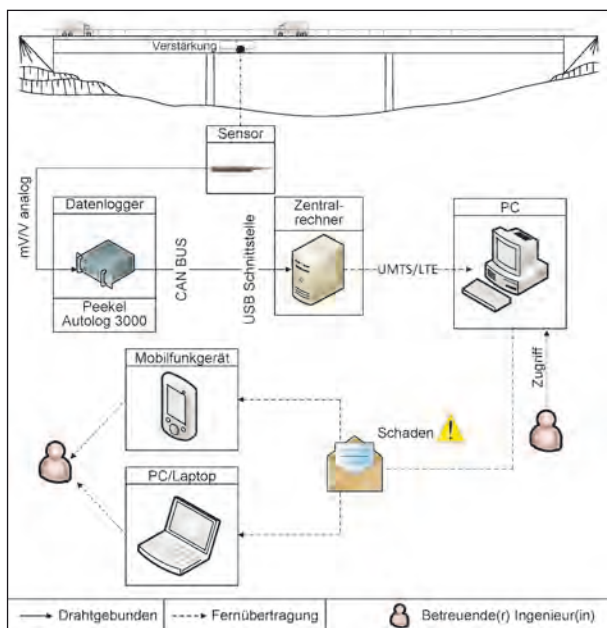 Verstärkung
Sensor
mV/V analog
Datenlogger
Peekel
Autolog 3000
CAN BUS
USB Schnittstelle
Zentral-
rechner
UMTS/LTE
PC
Zugriff
Mobilfunkgerät
Schaden
PC/Laptop
Drahtgebunden
Fernübertragung
Betreuende(r) Ingenieur(in)